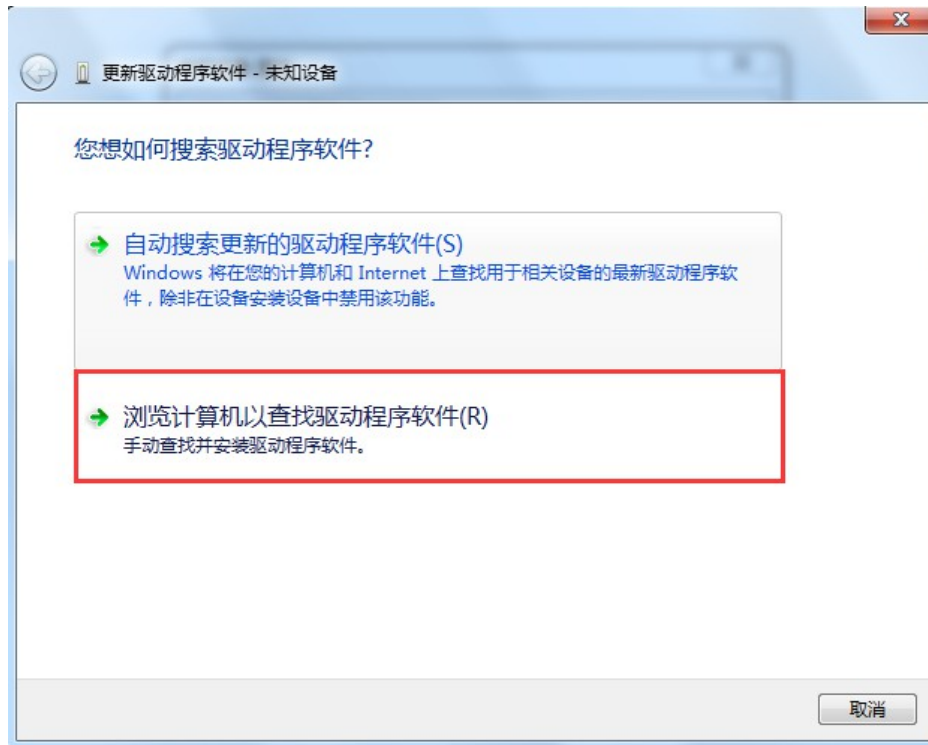 更新驱动程序软件 - 未知设备
您想如何搜索驱动程序软件?
自动搜索更新的驱动程序软件(S)
Windows 将在您的计算机和 Internet 上查找用于相关设备的最新驱动程序软
件，除非在设备安装设备中禁用该功能。
浏览计算机以查找驱动程序软件(R)
手动查找并安装驱动程序软件。
取消